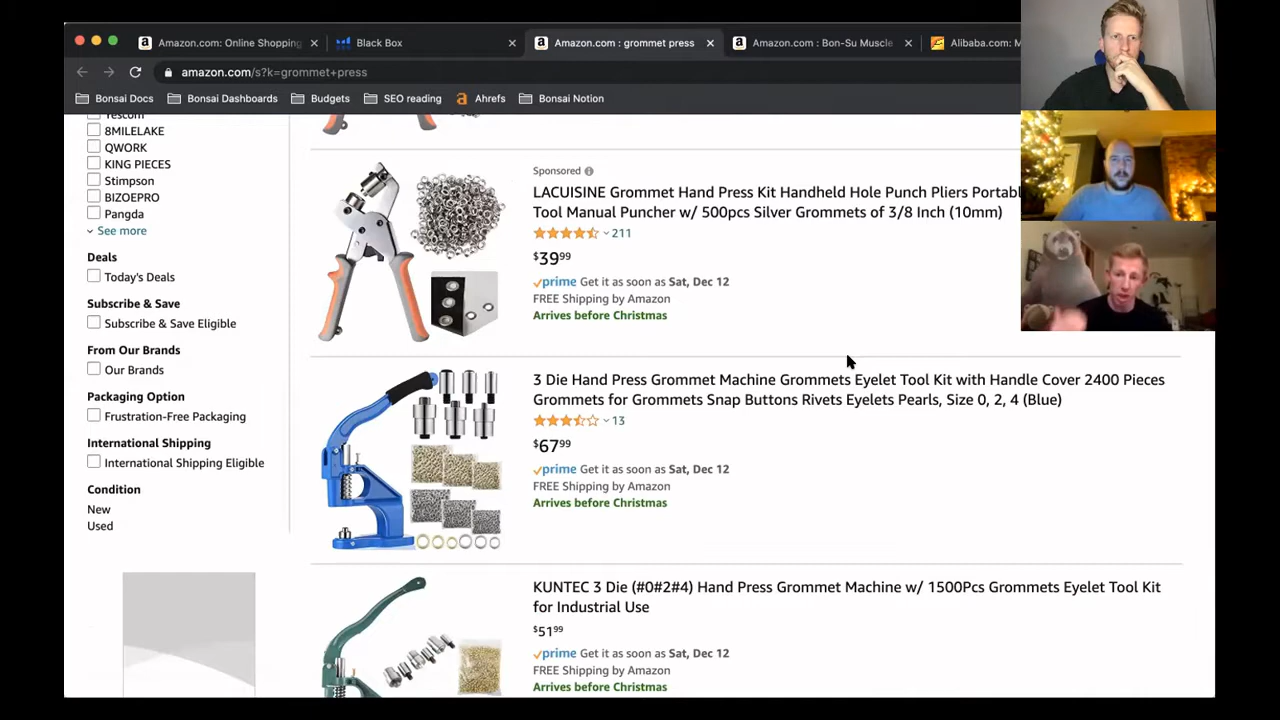 Amazon.com: Online Shopping
Black Box
Amazon.com : grommet press
Amazon.com : Bon-Su Muscle
Alibaba.com: M
amazon.com/s?k=grommet+press
Bonsai Docs
Bonsai Dashboards
Budgets
SEO reading
Ahrefs
Bonsai Notion
Yescom
8MILELAKE
QWORK
KING PIECES
Stimpson
BIZOEPRO
Pangda
See more
Deals
Today's Deals
Subscribe & Save
Subscribe & Save Eligible
From Our Brands
Our Brands
Packaging Option
Frustration-Free Packaging
International Shipping
International Shipping Eligible
Condition
New
Used
Sponsored
LACUISINE Grommet Hand Press Kit Handheld Hole Punch Pliers Portabl
Tool Manual Puncher w/ 500pcs Silver Grommets of 3/8 Inch (10mm)
211
$39.99
prime Get it as soon as Sat, Dec 12
FREE Shipping by Amazon
Arrives before Christmas
3 Die Hand Press Grommet Machine Grommets Eyelet Tool Kit with Handle Cover 2400 Pieces
Grommets for Grommets Snap Buttons Rivets Eyelets Pearls, Size 0, 2, 4 (Blue)
13
$67.99
prime Get it as soon as Sat, Dec 12
FREE Shipping by Amazon
Arrives before Christmas
KUNTEC 3 Die (#0#2#4) Hand Press Grommet Machine w/ 1500Pcs Grommets Eyelet Tool Kit
for Industrial Use
$51.99
prime Get it as soon as Sat, Dec 12
FREE Shipping by Amazon
Arrives before Christmas